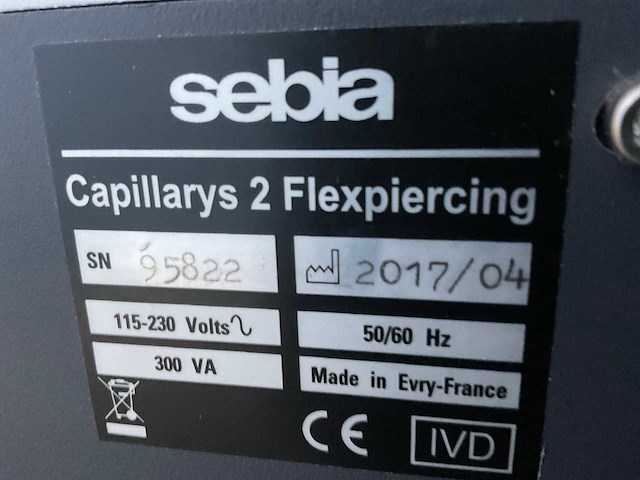 sebia
Capillarys 2 Flexpiercing
SN 95822
2017/04
115-230 Volts
50/60 Hz
300 VA
Made in Evry-France
CE
IVD